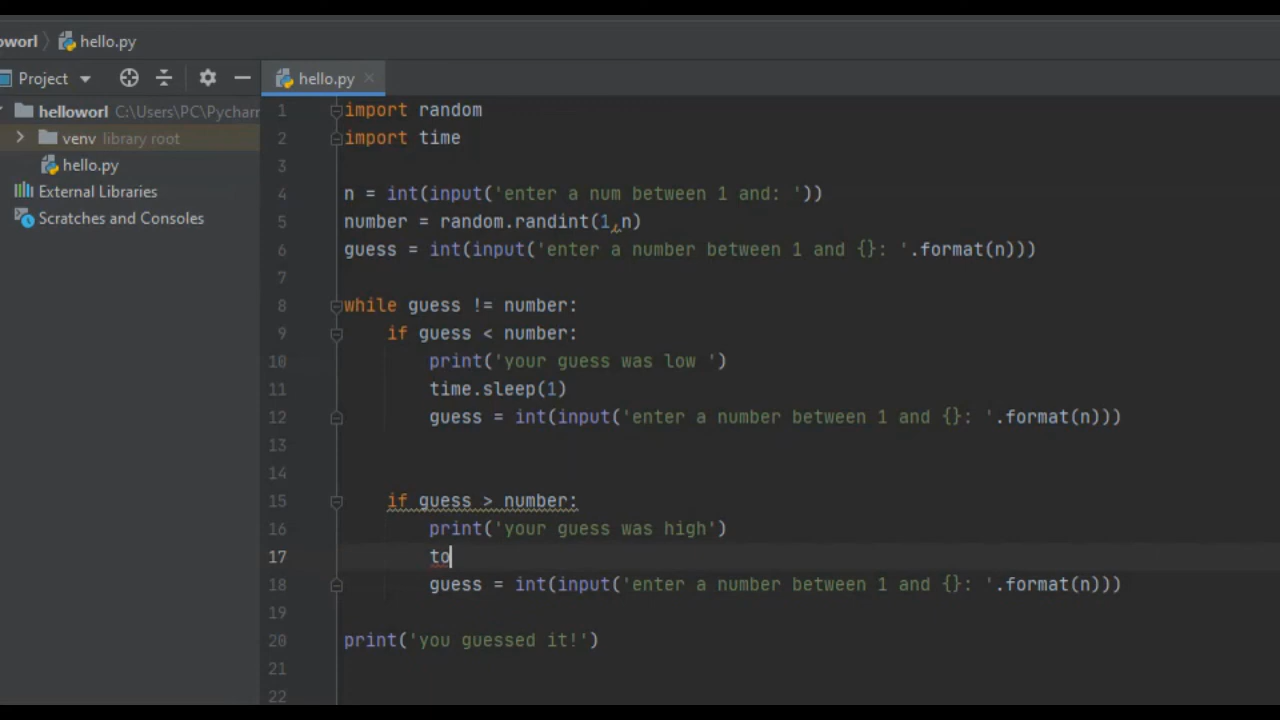 oworl 〉 hello.py
Project
hello.py
helloworl C:\Users\PC\Pycharm
venv library root
hello.py
External Libraries
Scratches and Consoles
1 import random
2 import time
3
4 n = int(input('enter a num between 1 and: '))
5 number = random.randint(1,n)
6 guess = int(input('enter a number between 1 and {}: '.format(n)))
7
8 while guess != number:
9 if guess < number:
10 print('your guess was low ')
11 time.sleep(1)
12 guess = int(input('enter a number between 1 and {}: '.format(n)))
13
14
15 if guess > number:
16 print('your guess was high')
17 to
18 guess = int(input('enter a number between 1 and {}: '.format(n)))
19
20 print('you guessed it!')
21
22